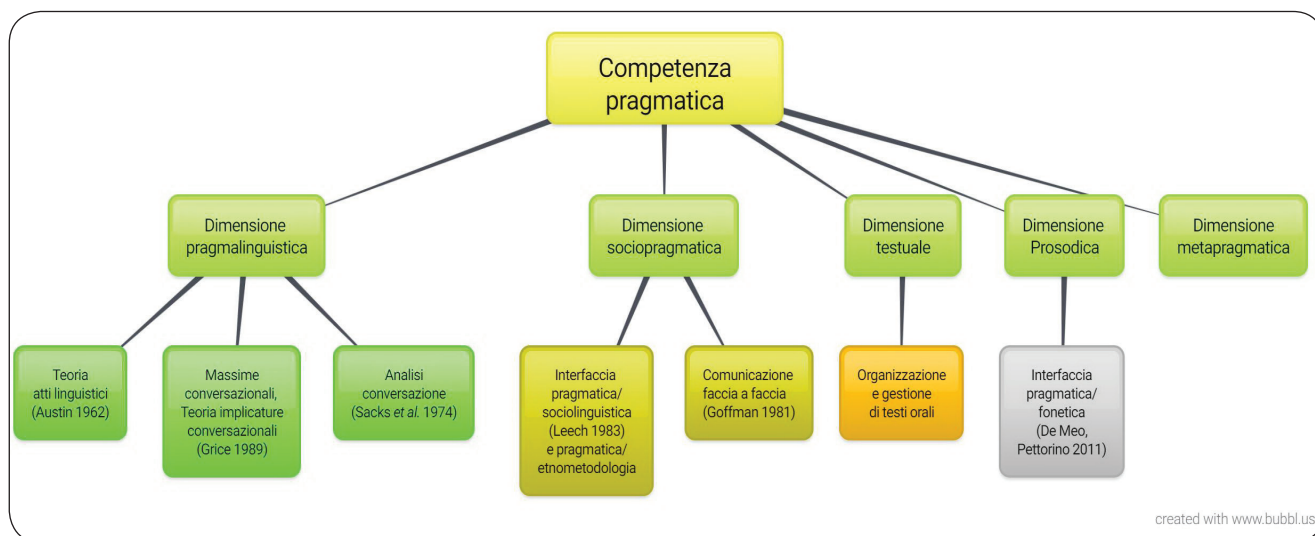 Competenza
pragmatica
Dimensione
pragmalinguistica
Dimensione
sociopragmatica
Dimensione
testuale
Dimensione
Prosodica
Dimensione
metapragmatica
Teoria
atti linguistici
(Austin 1962)
Massime
conversazionali,
Teoria implicature
conversazionali
(Grice 1989)
Analisi
conversazione
(Sacks et al. 1974)
Interfaccia
pragmatica/
sociolinguistica
(Leech 1983)
e pragmatica/
etnometodologia
Comunicazione
faccia a faccia
(Goffman 1981)
Organizzazione
e gestione
di testi orali
Interfaccia
pragmatica/
fonetica
(De Meo,
Pettorino 2011)
created with www.bubbl.us